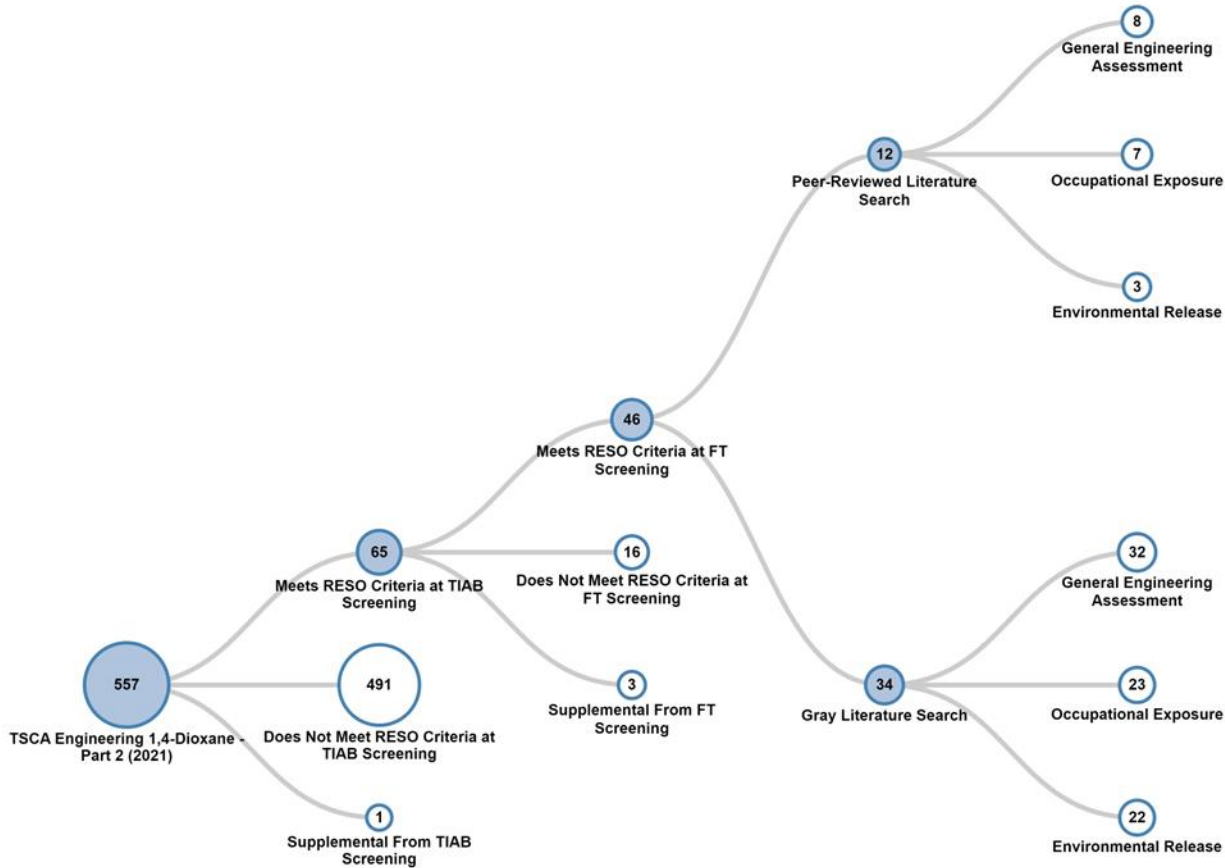 8
General Engineering
Assessment
12
Peer-Reviewed Literature
Search
7
Occupational Exposure
3
Environmental Release
46
Meets RESO Criteria at FT
Screening
65
Meets RESO Criteria at TIAB
Screening
16
Does Not Meet RESO Criteria at
FT Screening
32
General Engineering
Assessment
557
TSCA Engineering 1,4-Dioxane -
Part 2 (2021)
491
Does Not Meet RESO Criteria at
TIAB Screening
3
Supplemental From FT
Screening
34
Gray Literature Search
23
Occupational Exposure
1
Supplemental From TIAB
Screening
22
Environmental Release